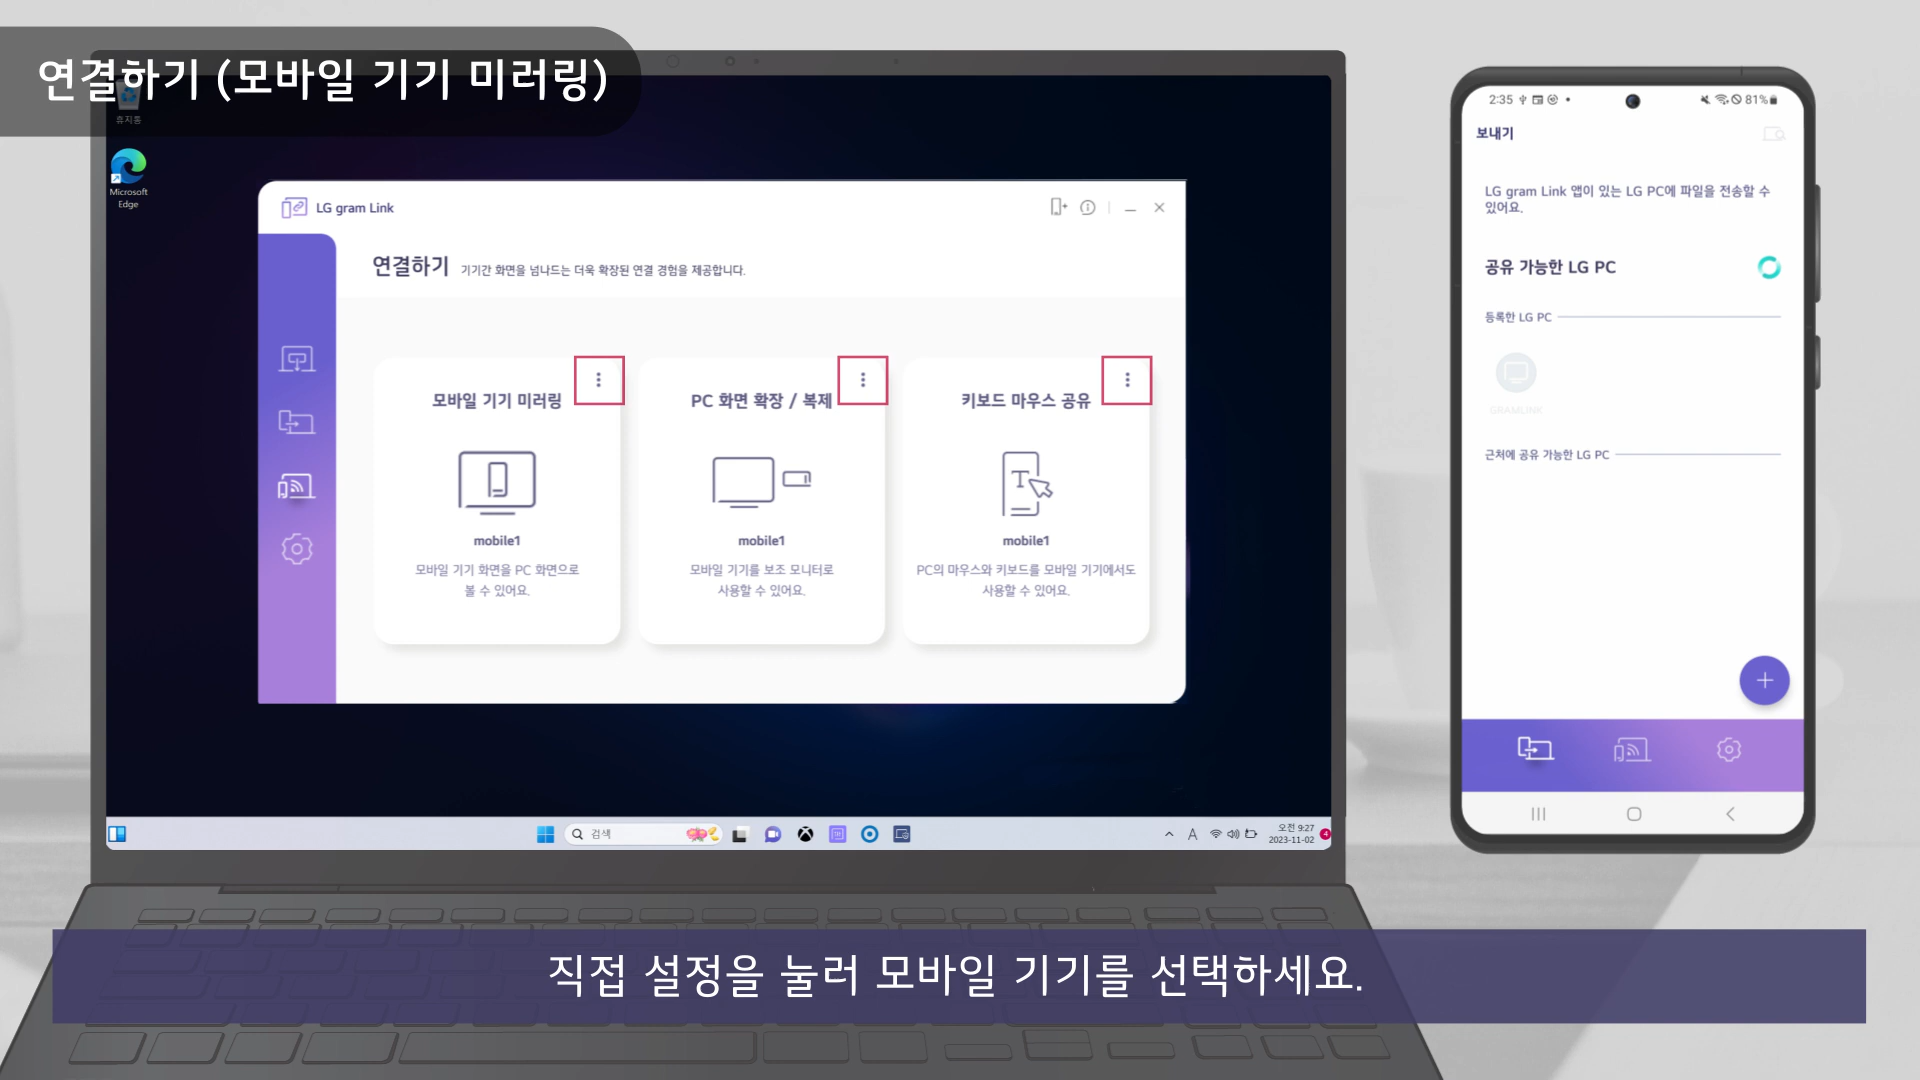 연결하기 (모바일 기기 미러링)
휴지통
Microsoft
Edge
LG gram Link
연결하기 기기간 화면을 넘나드는 더욱 확장된 연결 경험을 제공합니다.
모바일 기기 미러링
mobile1
모바일 기기 화면을 PC 화면으로
볼 수 있어요.
PC 화면 확장 / 복제
mobile1
모바일 기기를 보조 모니터로
사용할 수 있어요.
키보드 마우스 공유
T
mobile1
PC의 마우스와 키보드를 모바일 기기에서도
사용할 수 있어요.
검색
A
오전 9:27
2023-11-02
4
2:35
81%
보내기
LG gram Link 앱이 있는 LG PC에 파일을 전송할 수
있어요.
공유 가능한 LG PC
등록한 LG PC
GRAMLINK
근처에 공유 가능한 LG PC
직접 설정을 눌러 모바일 기기를 선택하세요.